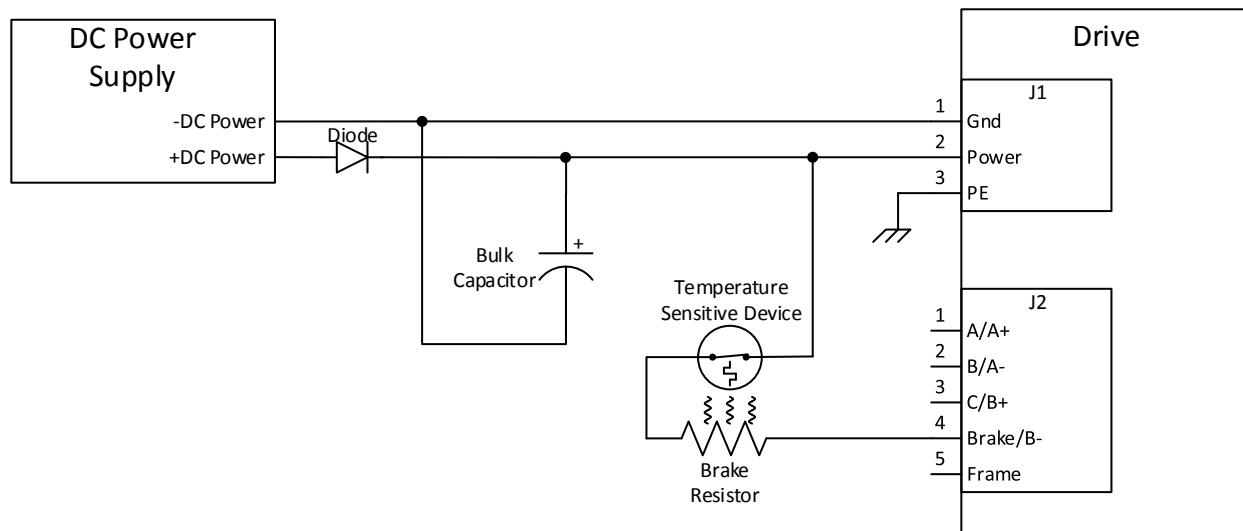 DC Power
Supply
-DC Power
+DC Power
Diode
Bulk
Capacitor
+
Temperature
Sensitive Device
Brake
Resistor
Drive
J1
1 Gnd
2 Power
3 PE
J2
1 A/A+
2 B/A-
3 C/B+
4 Brake/B-
5 Frame